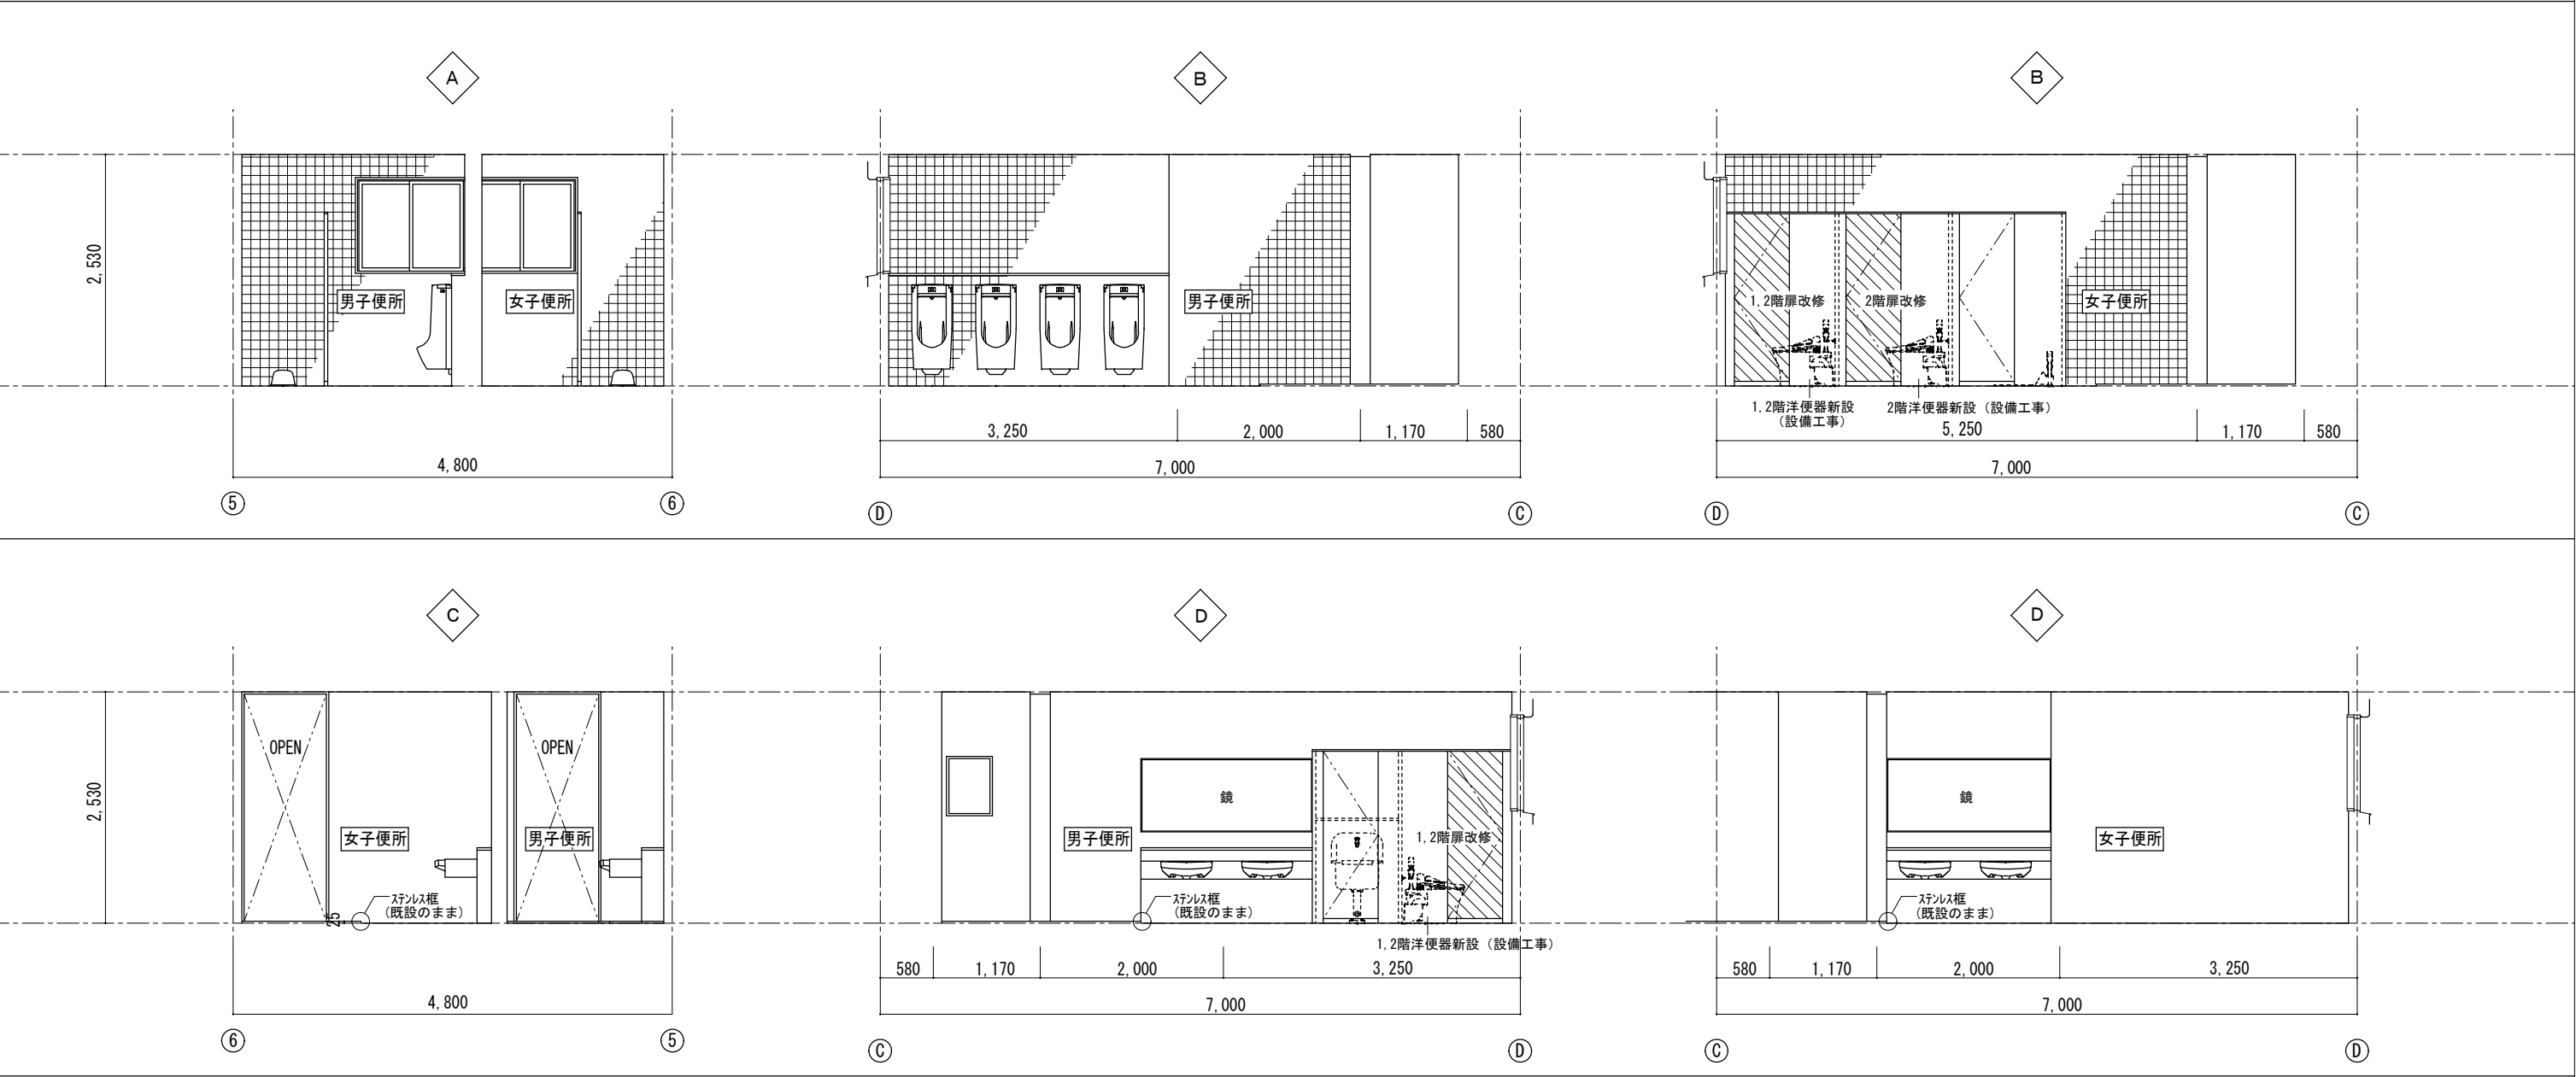 A
B
B
2,530
男子便所
女子便所
男子便所
1,2階扉改修
2階扉改修
女子便所
1,2階洋便器新設
(設備工事)
2階洋便器新設(設備工事)
3,250
2,000
1,170
580
5,250
1,170
580
4,800
7,000
7,000
5
6
D
C
D
C
C
D
D
2,530
OPEN
OPEN
女子便所
男子便所
ステンレス框
(既設のまま)
25
鏡
男子便所
1,2階扉改修
ステンレス框
(既設のまま)
1,2階洋便器新設(設備工事)
鏡
女子便所
ステンレス框
(既設のまま)
580
1,170
2,000
3,250
580
1,170
2,000
3,250
4,800
7,000
7,000
6
5
C
D
C
D